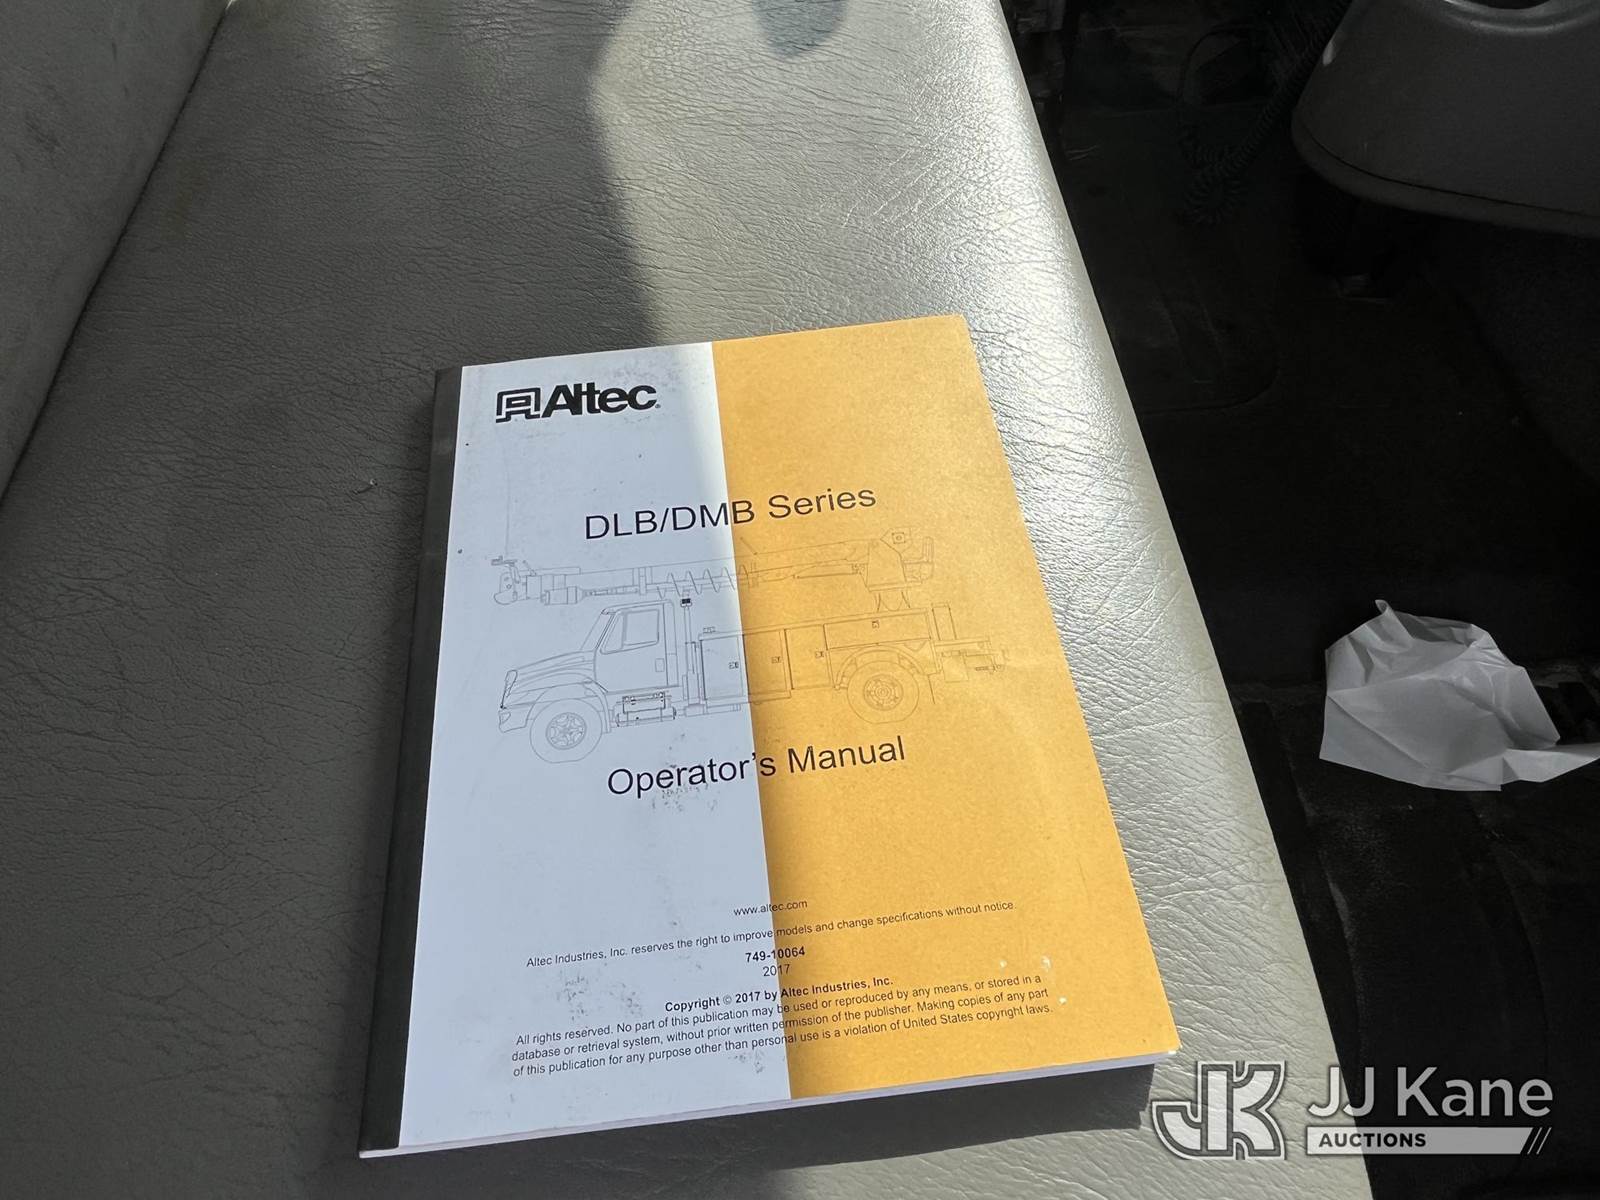 Altec
DLB/DMB Series
Operator's Manual
www.altec.com
Altec Industries, Inc. reserves the right to improve models and change specifications without notice.
749-10064
2017
Copyright © 2017 by Altec Industries, Inc.
All rights reserved. No part of this publication may be used or reproduced by any means, or stored in a
database or retrieval system, without prior written permission of the publisher. Making copies of any part
of this publication for any purpose other than personal use is a violation of United States copyright laws.
JK JJ Kane
AUCTIONS